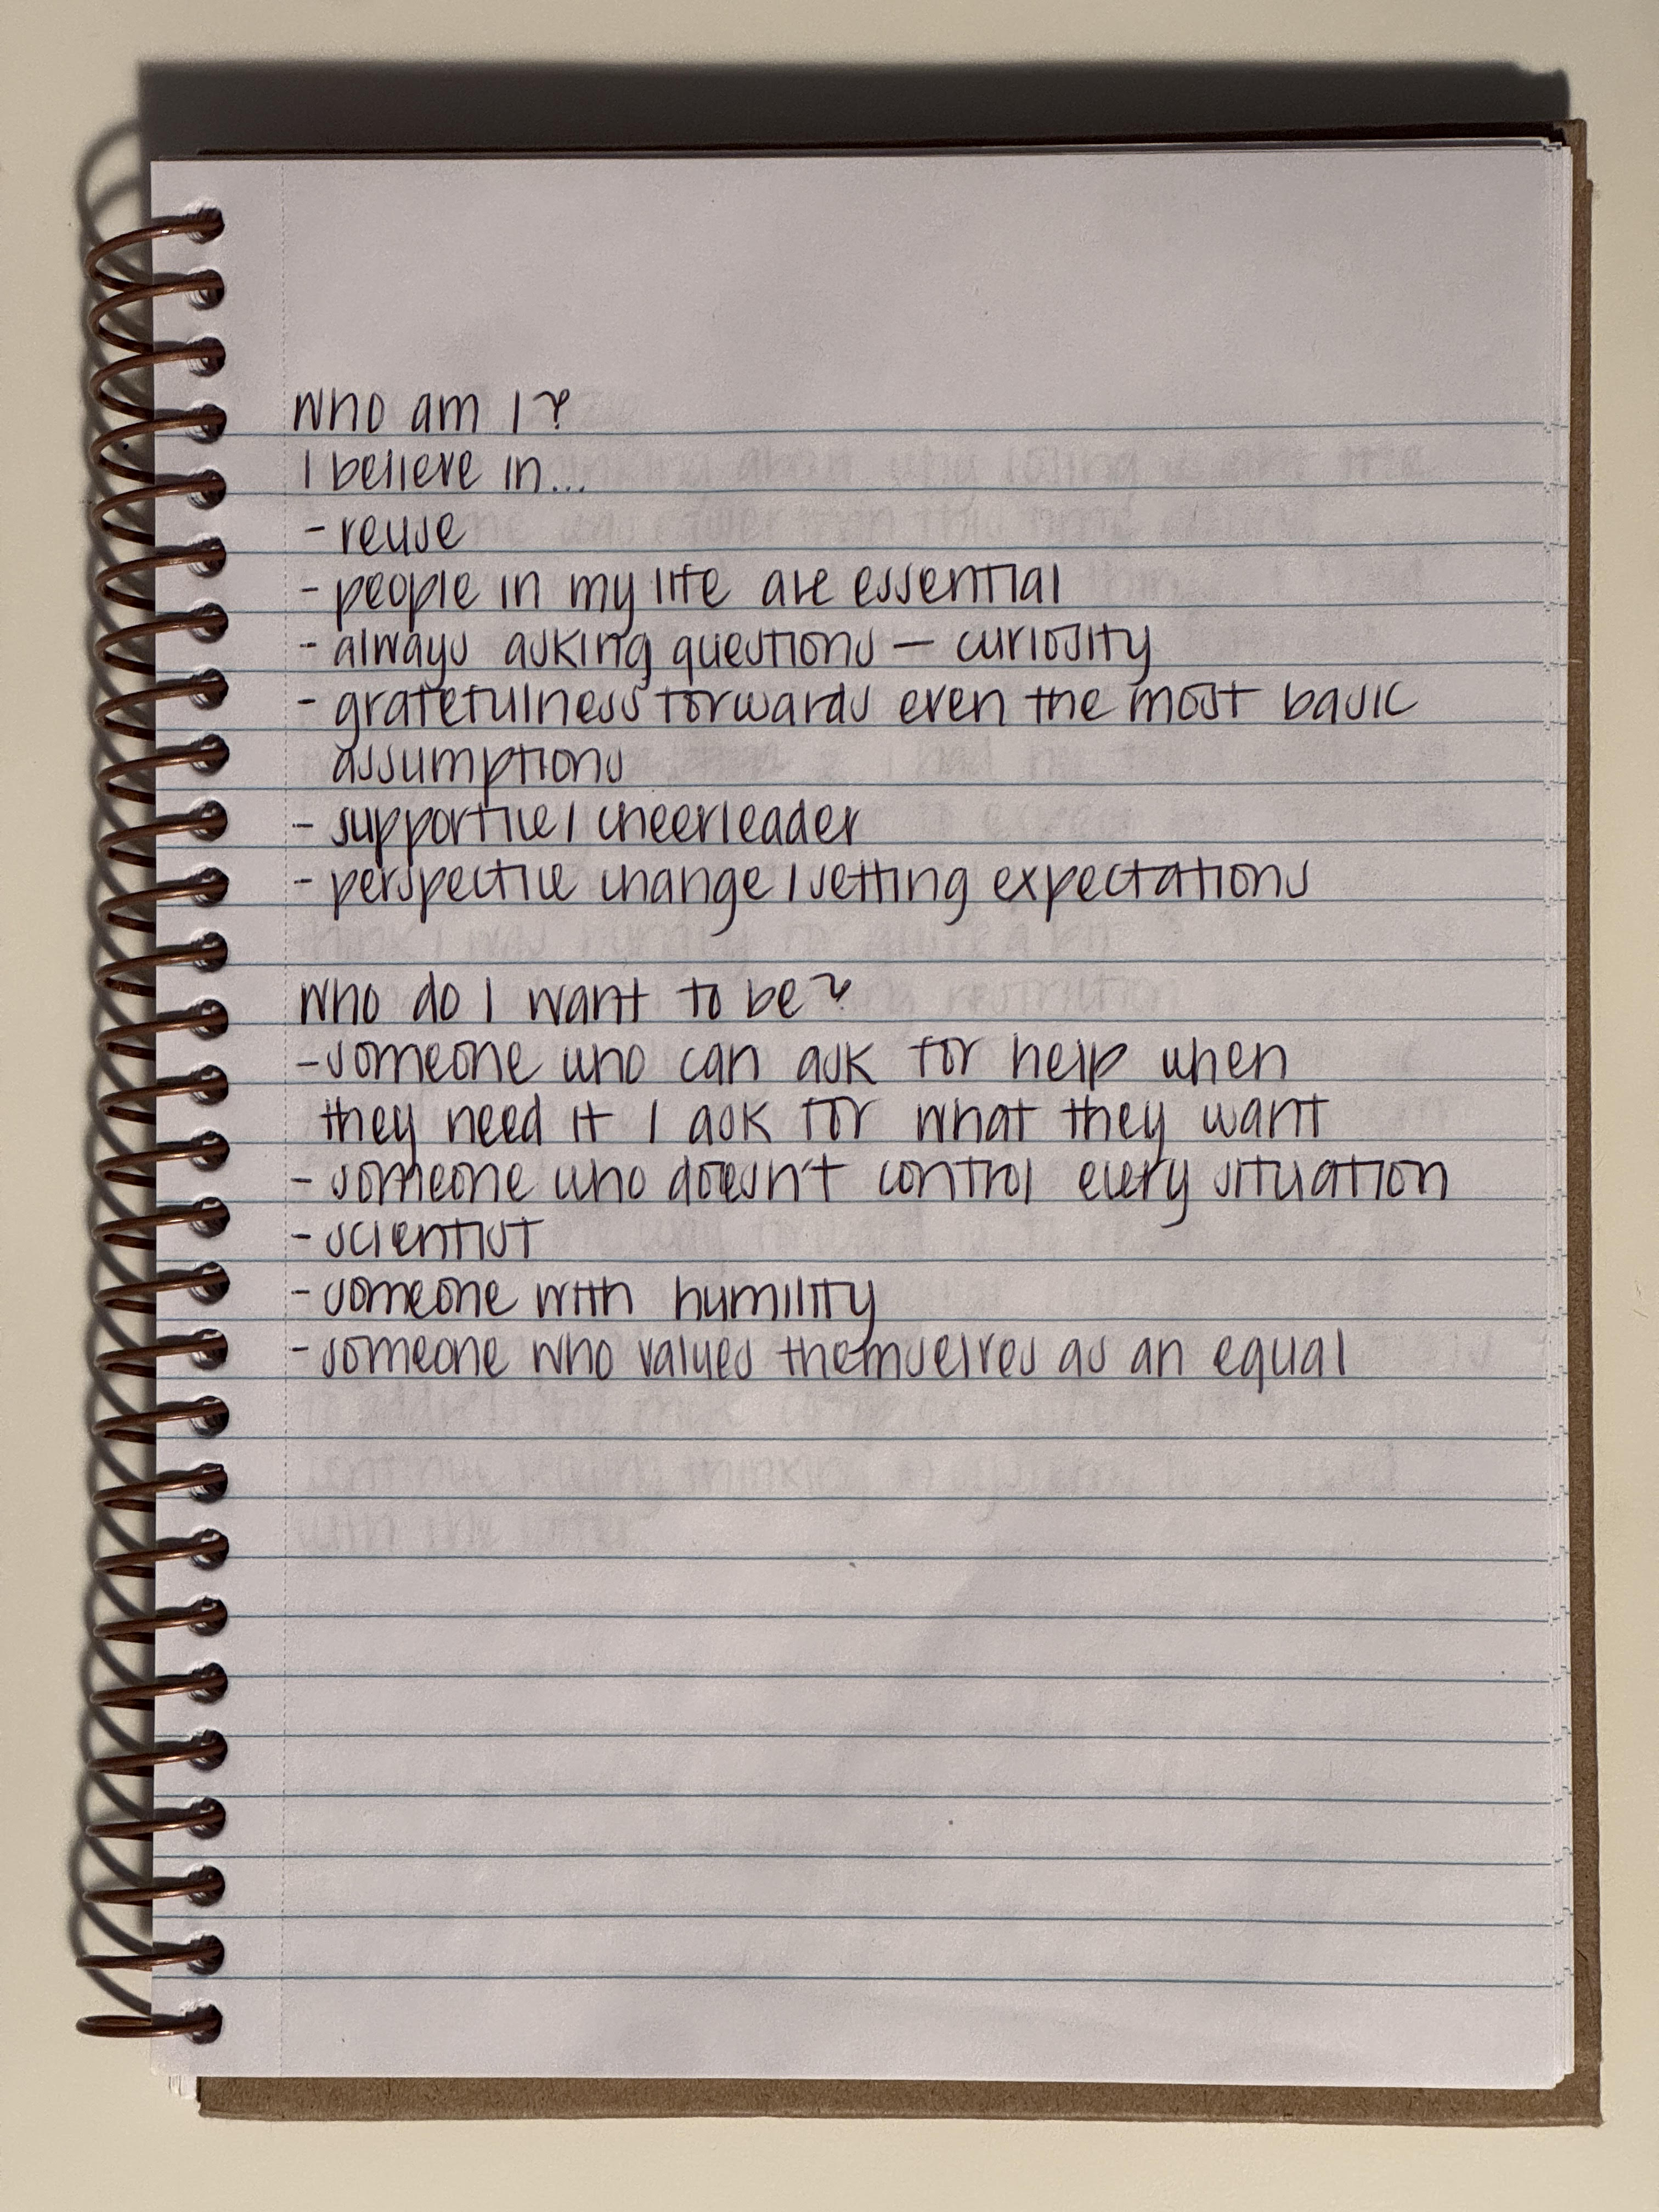 Who am I?
I believe in...
- reuse
- people in my life are essential
- always asking questions — curiosity
- gratefulness forwards even the most basic
assumptions
- supportive / cheerleader
- perspective change / setting expectations
Who do I want to be?
- someone who can ask for help when
they need it / ask for what they want
- someone who doesn't control every situation
- scientist
- someone with humility
- someone who values themselves as an equal